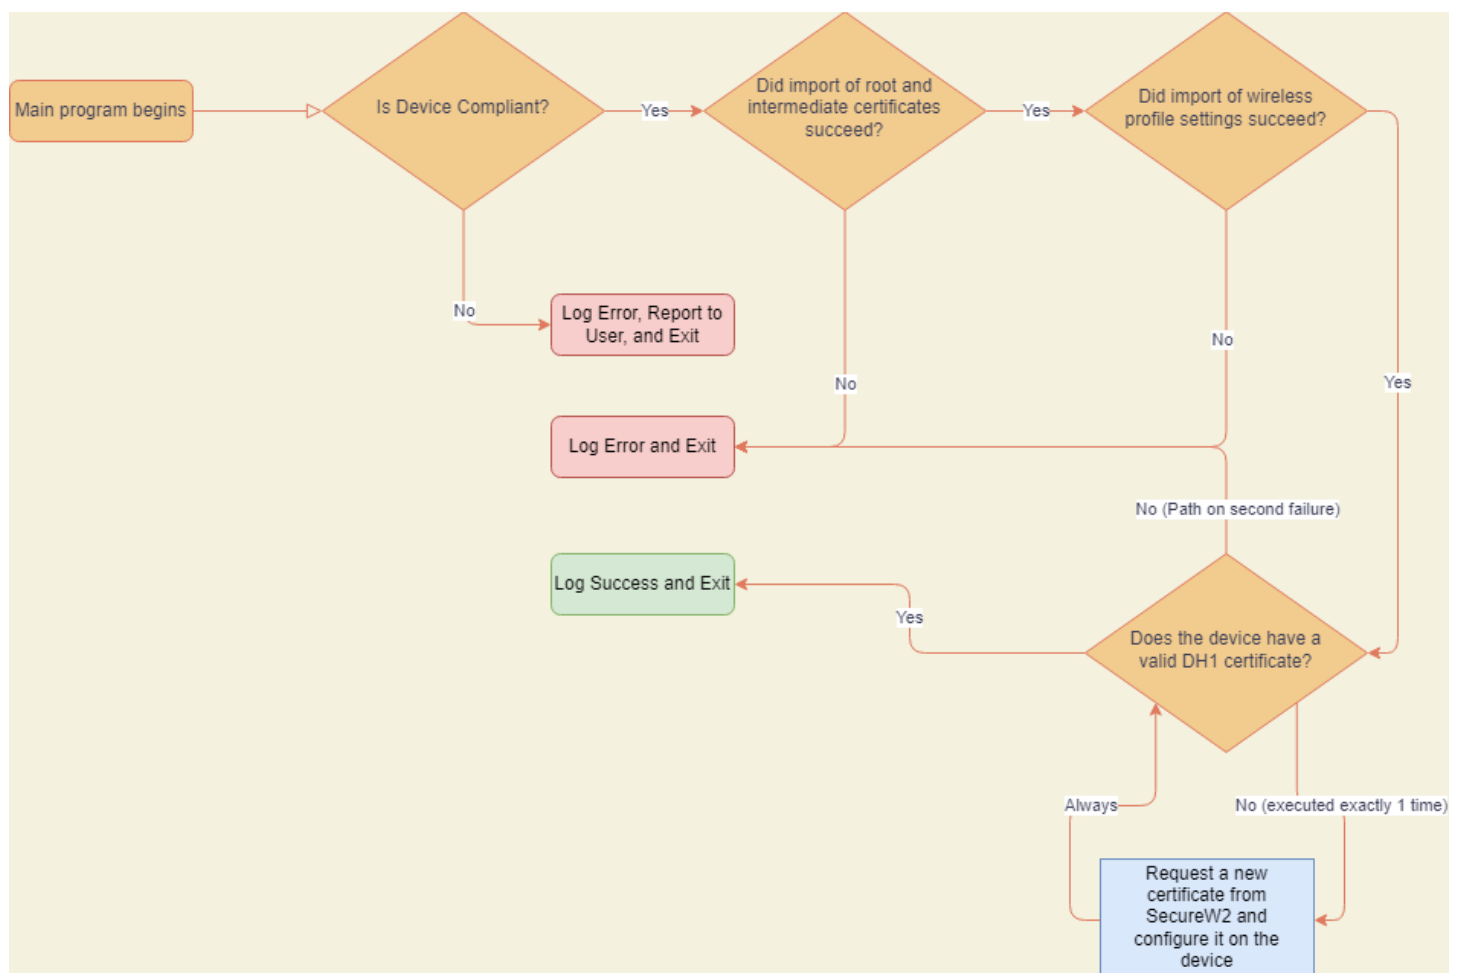 Main program begins
Is Device Compliant?
Yes
Did import of root and
intermediate certificates
succeed?
Yes
Did import of wireless
profile settings succeed?
No
Log Error, Report to
User, and Exit
No
No
Yes
Log Error and Exit
No (Path on second failure)
Log Success and Exit
Yes
Does the device have a
valid DH1 certificate?
Always
No (executed exactly 1 time)
Request a new
certificate from
SecureW2 and
configure it on the
device